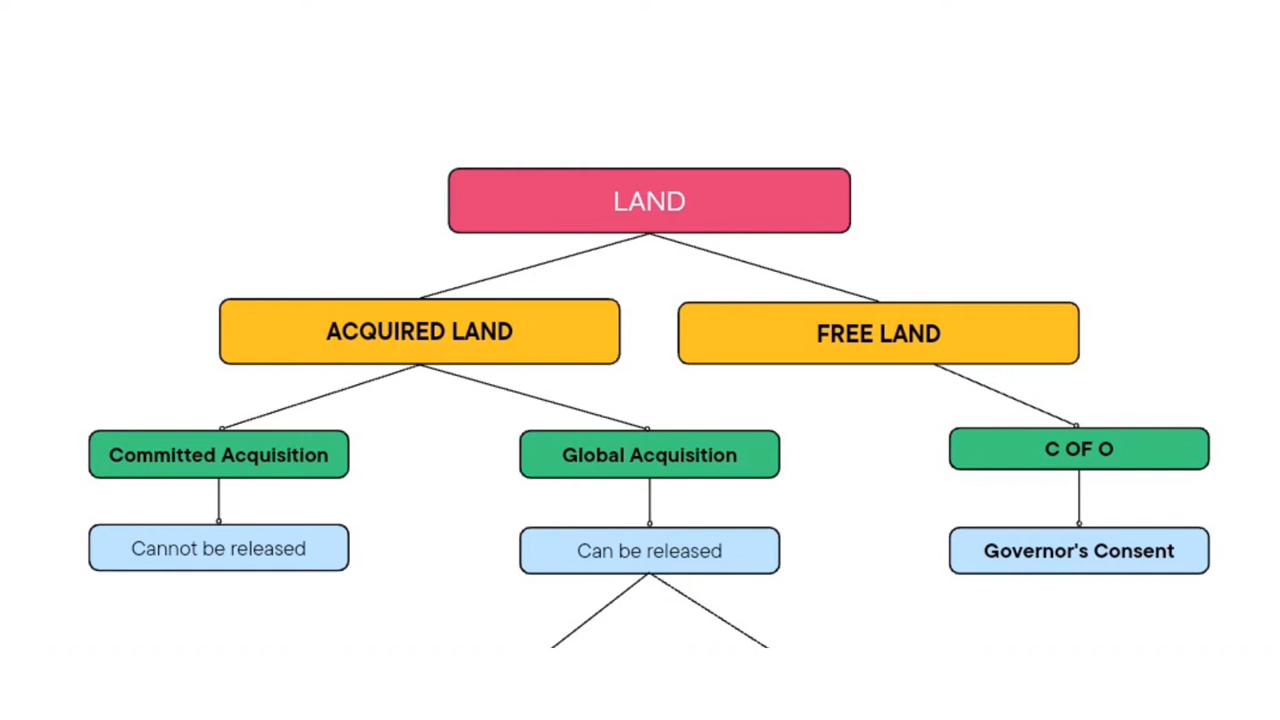 LAND
ACQUIRED LAND
FREE LAND
Committed Acquisition
Global Acquisition
C OF O
Cannot be released
Can be released
Governor's Consent